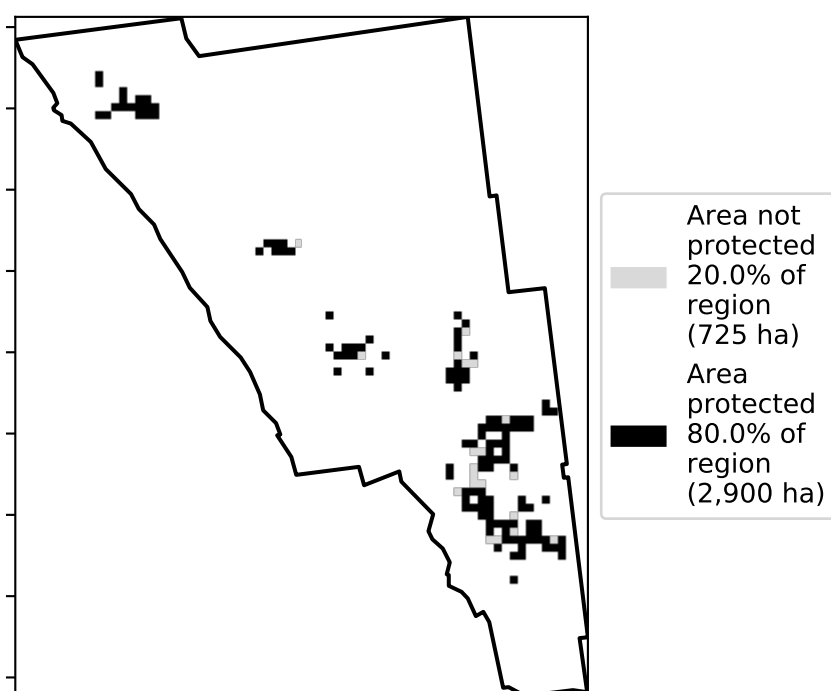 Area not
protected
20.0% of
region
(725 ha)
Area
protected
80.0% of
region
(2,900 ha)